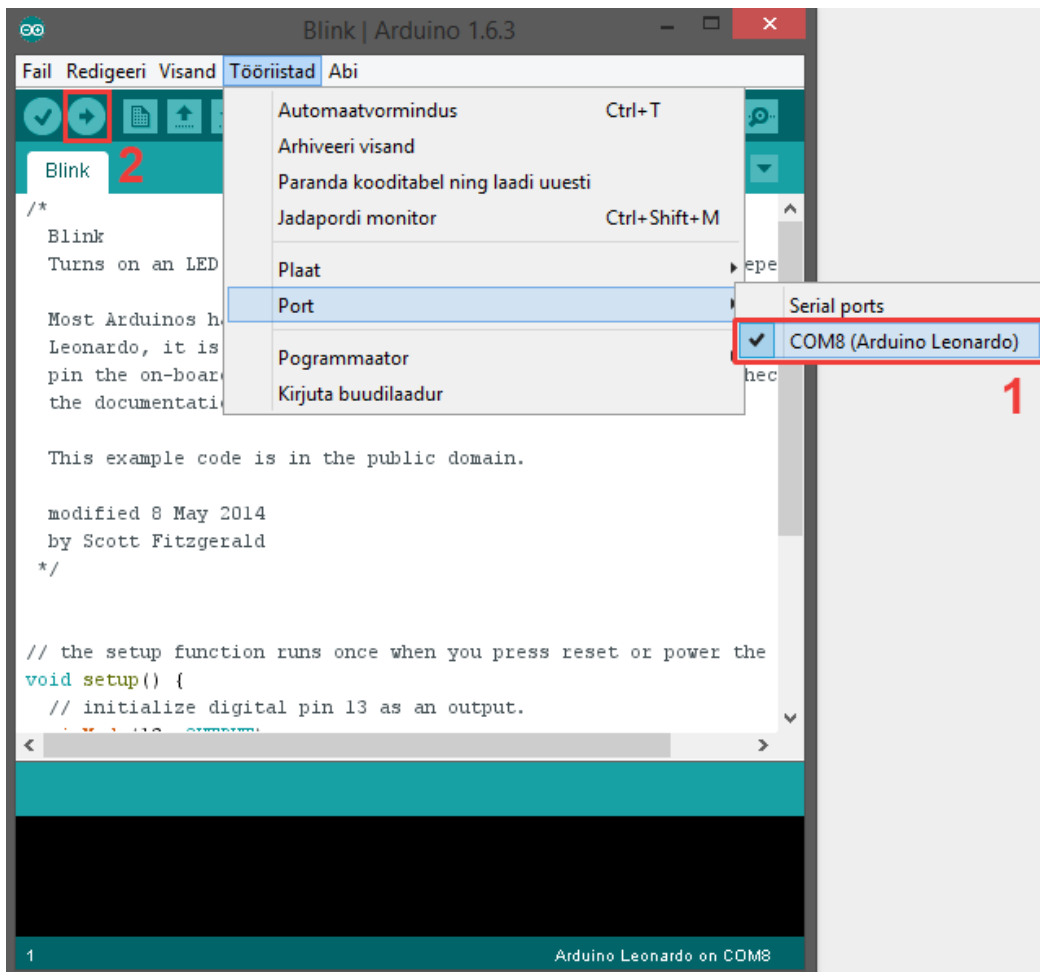 Blink | Arduino 1.6.3
Fail Redigeeri Visand Tööriistad Abi
2
Blink
Automaatvormindus Ctrl+T
Arhiveeri visand
Paranda kooditabel ning laadi uuesti
Jadapordi monitor Ctrl+Shift+M
Plaat
Port
Pogrammaator
Kirjuta buudilaadur
Serial ports
COM8 (Arduino Leonardo)
1
/*
Blink
Turns on an LED
Most Arduinos
Leonardo, it is
pin the
the
This example code is in the public domain.
modified 8 May 2014
by Scott Fitzgerald
*/
// the setup function runs once when you press reset or power the
void setup() {
// initialize digital pin 13 as an output.
1
Arduino Leonardo on COM8